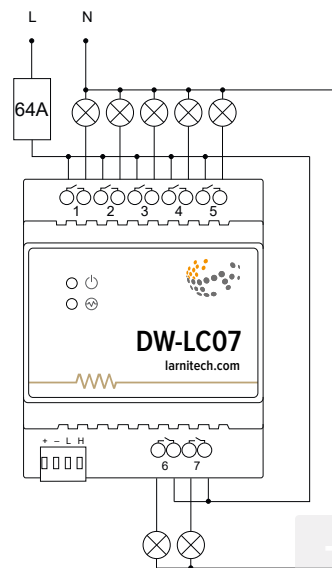 L N
64A
1 2 3 4 5
DW-LC07
larnitech.com
+ – L H
6 7